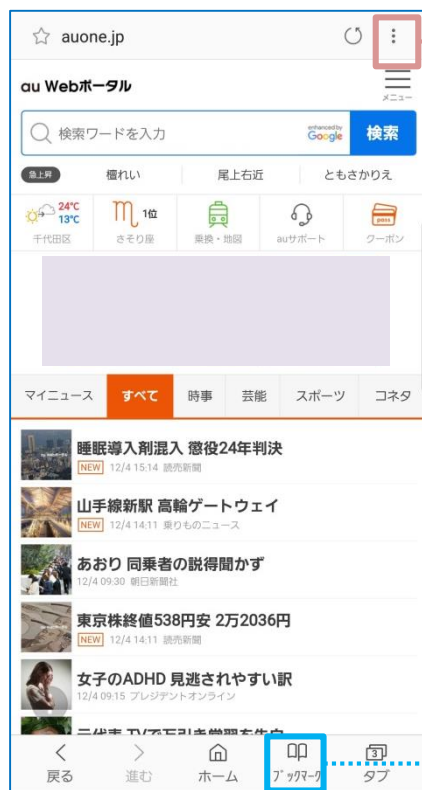 auone.jp
au Webポータル
メニュー
検索ワードを入力
enhanced by
Google
検索
急上昇 檀れい 尾上右近 ともさかりえ
24℃
13℃
1位
千代田区 さそり座 乗換・地図 auサポート クーポン
マイニュース すべて 時事 芸能 スポーツ コネタ
睡眠導入剤混入 懲役24年判決
NEW 12/4 15:14 読売新聞
山手線新駅 高輪ゲートウェイ
NEW 12/4 14:11 乗りものニュース
あおり 同乗者の説得聞かず
12/4 09:30 朝日新聞社
東京株終値538円安 2万2036円
NEW 12/4 14:11 読売新聞
女子のADHD 見逃されやすい訳
12/4 09:15 プレジデントオンライン
3
戻る 進む ホーム ブックマーク タブ